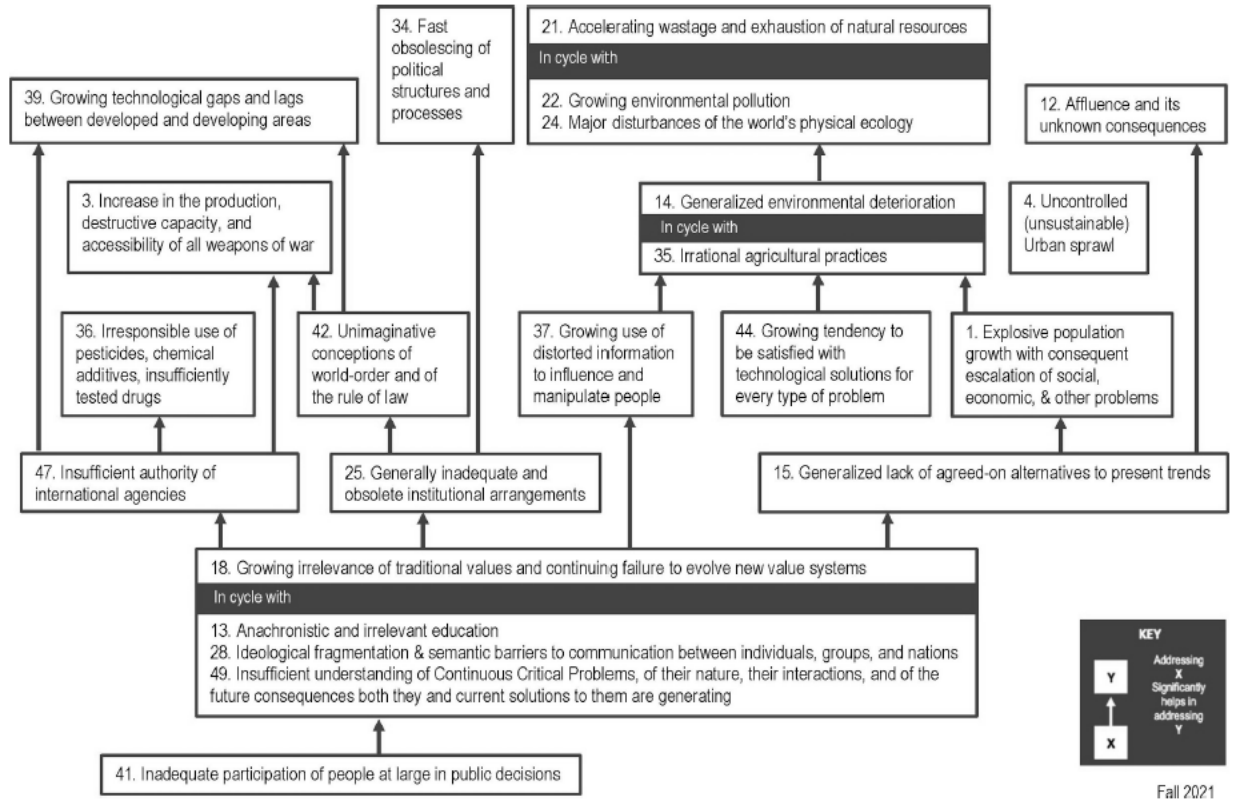 34. Fast
obsolescing of
political
structures and
processes
21. Accelerating wastage and exhaustion of natural resources
In cycle with
22. Growing environmental pollution
24. Major disturbances of the world's physical ecology
39. Growing technological gaps and lags
between developed and developing areas
12. Affluence and its
unknown consequences
3. Increase in the production,
destructive capacity, and
accessibility of all weapons of war
14. Generalized environmental deterioration
In cycle with
35. Irrational agricultural practices
4. Uncontrolled
(unsustainable)
Urban sprawl
36. Irresponsible use of
pesticides, chemical
additives, insufficiently
tested drugs
42. Unimaginative
conceptions of
world-order and of
the rule of law
37. Growing use of
distorted information
to influence and
manipulate people
44. Growing tendency to
be satisfied with
technological solutions for
every type of problem
1. Explosive population
growth with consequent
escalation of social,
economic, & other problems
47. Insufficient authority of
international agencies
25. Generally inadequate and
obsolete institutional arrangements
15. Generalized lack of agreed-on alternatives to present trends
18. Growing irrelevance of traditional values and continuing failure to evolve new value systems
In cycle with
13. Anachronistic and irrelevant education
28. Ideological fragmentation & semantic barriers to communication between individuals, groups, and nations
49. Insufficient understanding of Continuous Critical Problems, of their nature, their interactions, and of the
future consequences both they and current solutions to them are generating
41. Inadequate participation of people at large in public decisions
KEY
Y
X
Addressing
X
Significantly
helps in
addressing
Y
Fall 2021